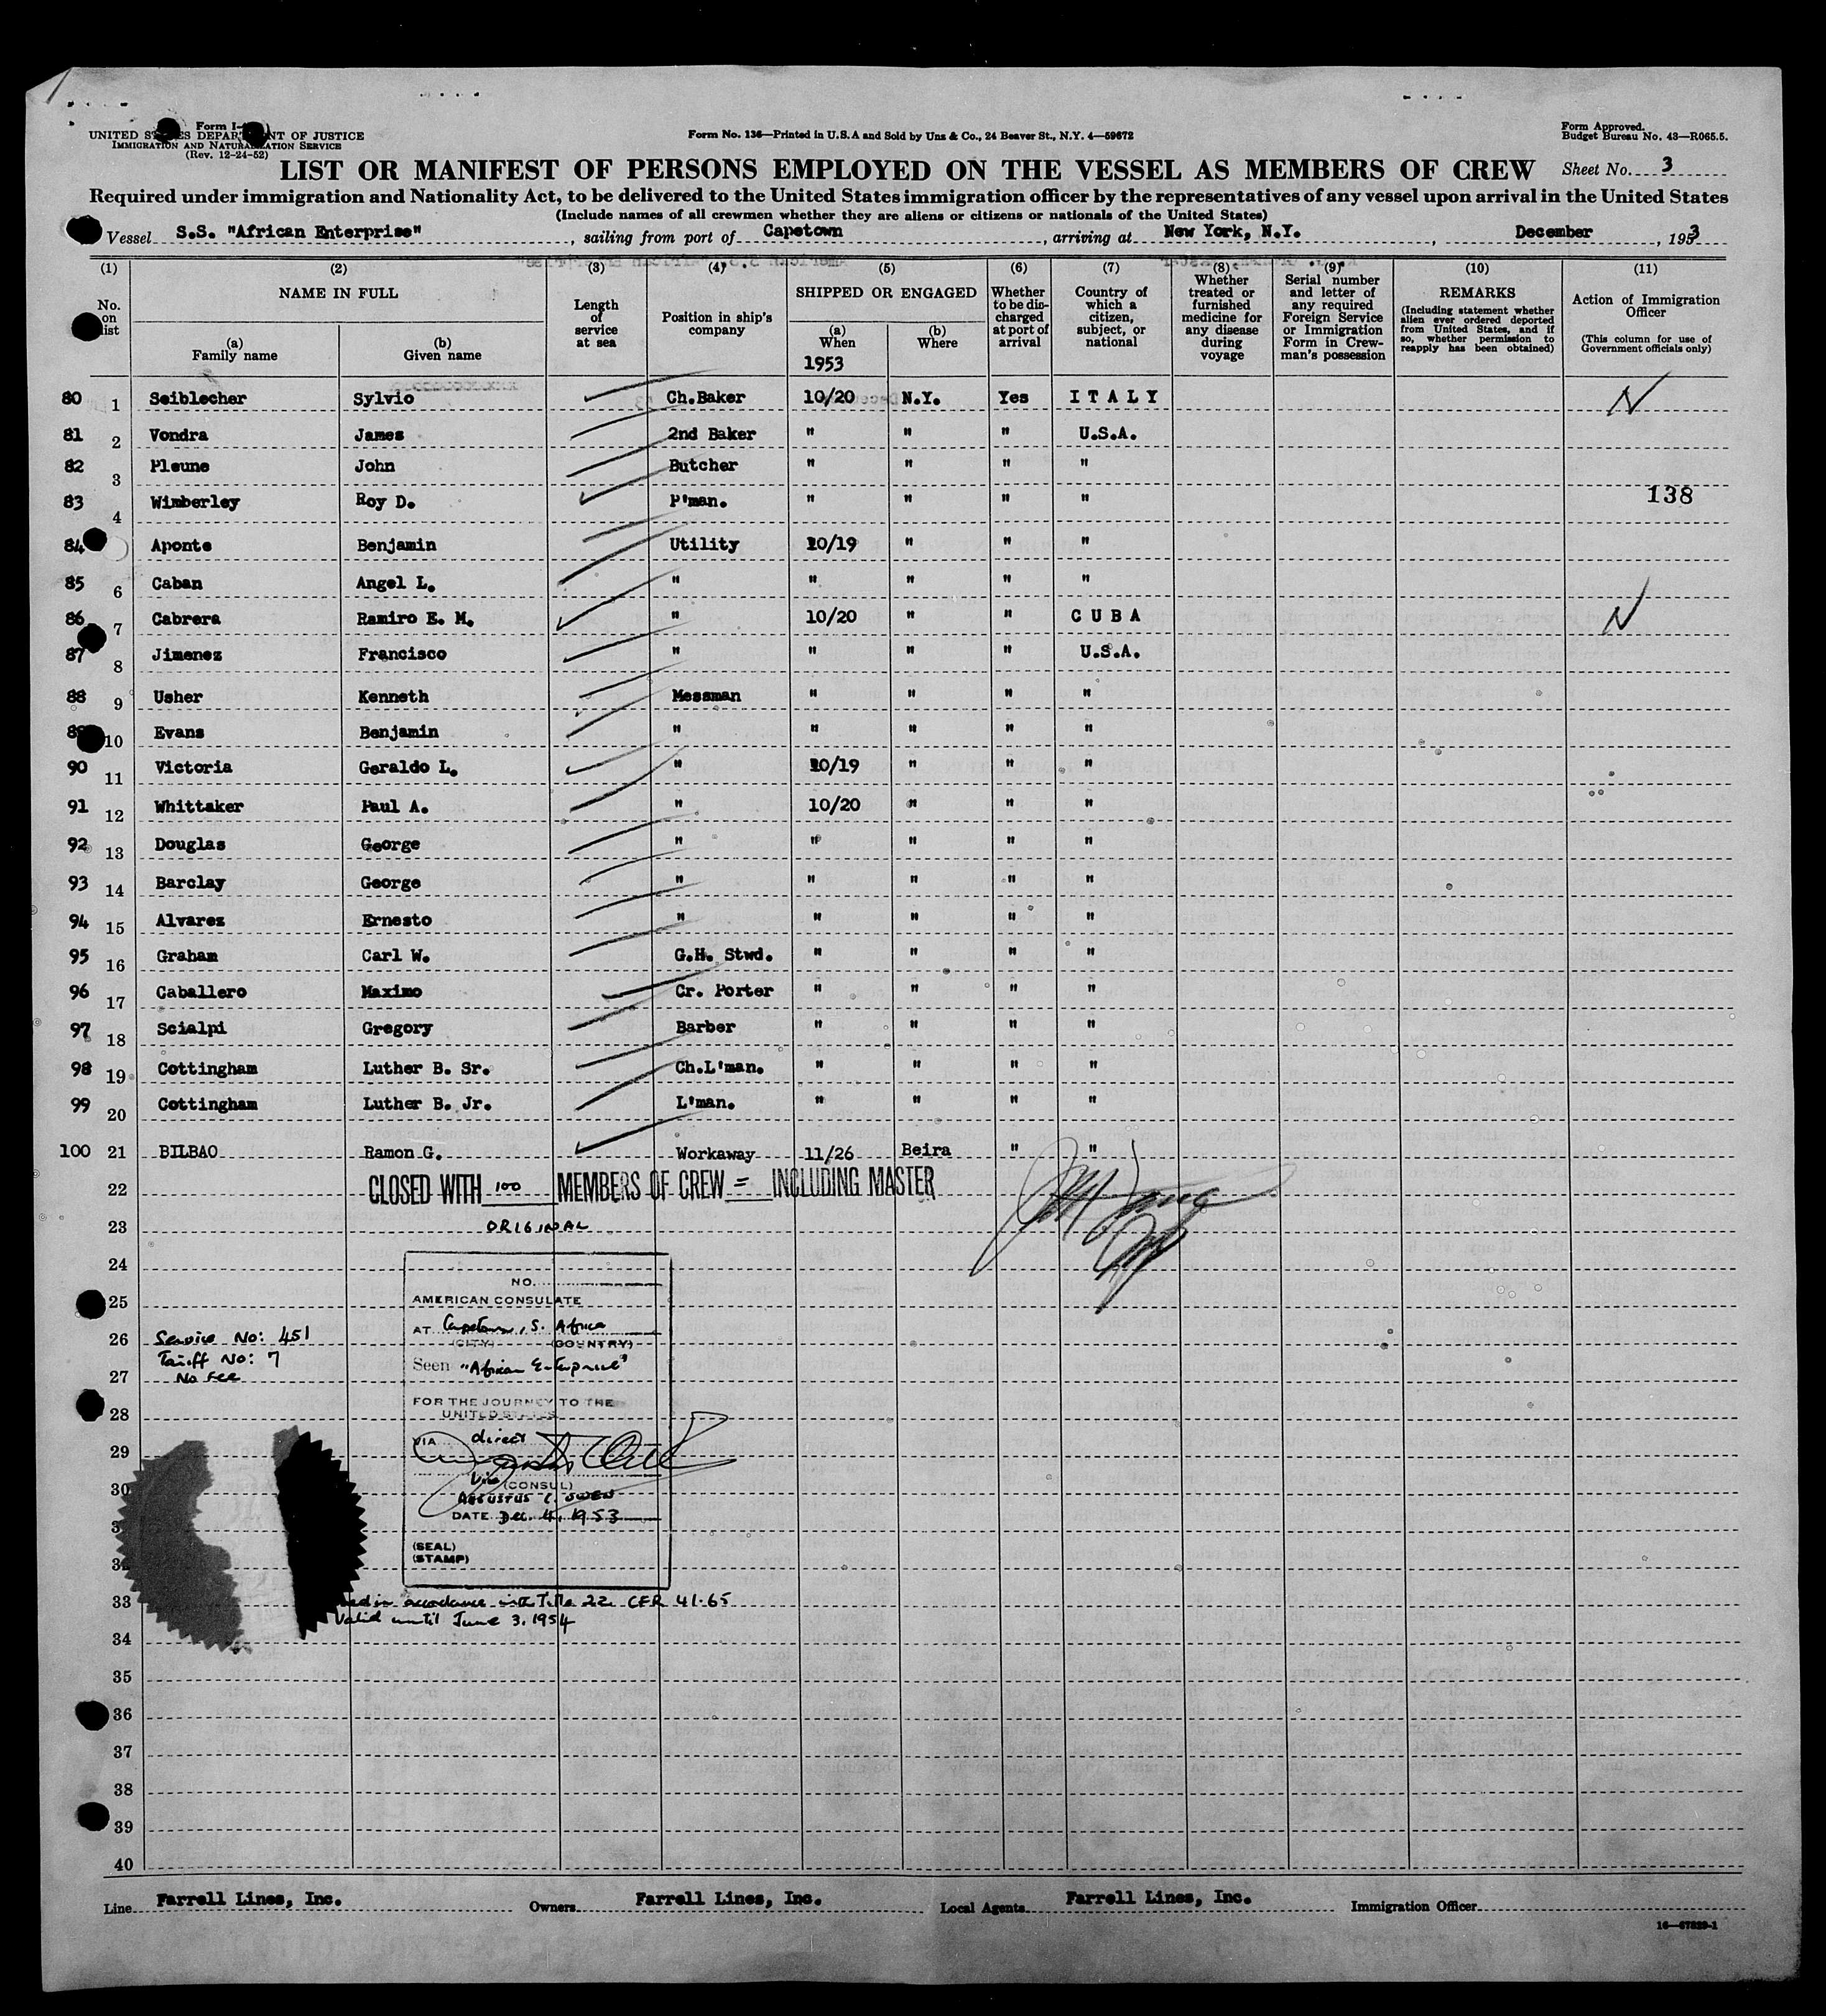 Form I-
UNITED STATES DEPARTMENT OF JUSTICE
IMMIGRATION AND NATURALIZATION SERVICE
(Rev. 12-24-52)
Form No. 136—Printed in U.S.A and Sold by Unz & Co., 24 Beaver St., N.Y. 4—59672
Form Approved.
Budget Bureau No. 43—R065.5.
LIST OR MANIFEST OF PERSONS EMPLOYED ON THE VESSEL AS MEMBERS OF CREW Sheet No. 3
Required under immigration and Nationality Act, to be delivered to the United States immigration officer by the representatives of any vessel upon arrival in the United States
(Include names of all crewmen whether they are aliens or citizens or nationals of the United States)
Vessel S.S. "African Enterprise", sailing from port of Capetown, arriving at New York, N.Y., December, 1953
(1) (2) (3) (4) (5) (6) (7) (8) (9) (10) (11)
No. on list
NAME IN FULL
(a) Family name
(b) Given name
Length of service at sea
Position in ship's company
SHIPPED OR ENGAGED
(a) When
(b) Where
1953
Whether to be discharged at port of arrival
Country of which a citizen, subject, or national
Whether treated or furnished medicine for any disease during voyage
Serial number and letter of any required Foreign Service or Immigration Form in Crewman's possession
REMARKS
(Including statement whether alien ever ordered deported from United States, and if so, whether permission to reapply has been obtained)
Action of Immigration Officer
(This column for use of Government officials only)
80 1 Seiblecher Sylvio Ch.Baker 10/20 N.Y. Yes I T A L Y N
81 2 Vondra James 2nd Baker " " " U.S.A.
82 3 Pleune John Butcher " " " "
83 4 Wimberley Roy D. P'man. " " " " 138
84 Aponte Benjamin Utility 10/19 " " "
85 6 Caban Angel L. " " " " "
86 7 Cabrera Ramiro E. M. " 10/20 " " C U B A N
87 8 Jimenez Francisco " " " " U.S.A.
88 9 Usher Kenneth Messman " " " "
89 10 Evans Benjamin " " " " "
90 11 Victoria Geraldo L. " 10/19 " " "
91 12 Whittaker Paul A. " 10/20 " " "
92 13 Douglas George " " " " "
93 14 Barclay George " " " " "
94 15 Alvarez Ernesto " " " " "
95 16 Graham Carl W. G.H. Stwd. " " " "
96 17 Caballero Maximo Cr. Porter " " " "
97 18 Scialpi Gregory Barber " " " "
98 19 Cottingham Luther B. Sr. Ch.L'man. " " " "
99 20 Cottingham Luther B. Jr. L'man. " " " "
100 21 BILBAO Ramon G. Workaway 11/26 Beira " "
22 CLOSED WITH 100 MEMBERS OF CREW = INCLUDING MASTER
23 ORIGINAL
24
NO.
25 AMERICAN CONSULATE
AT Capetown, S. Africa
(CITY) (COUNTRY)
26 Service No: 451
Tariff No: 7
No Fee
Seen "African Enterprise"
27
FOR THE JOURNEY TO THE
UNITED STATES
28
VIA direct
29
Vice (CONSUL)
30 AUGUSTUS C. OWEN
DATE Dec. 4, 1953
(SEAL)
(STAMP)
33 in accordance with Title 22 CFR 41.65
Valid until June 3, 1954
34
35
36
37
38
39
40
Line Farrell Lines, Inc. Owners Farrell Lines, Inc. Local Agents Farrell Lines, Inc. Immigration Officer
16—67829-1